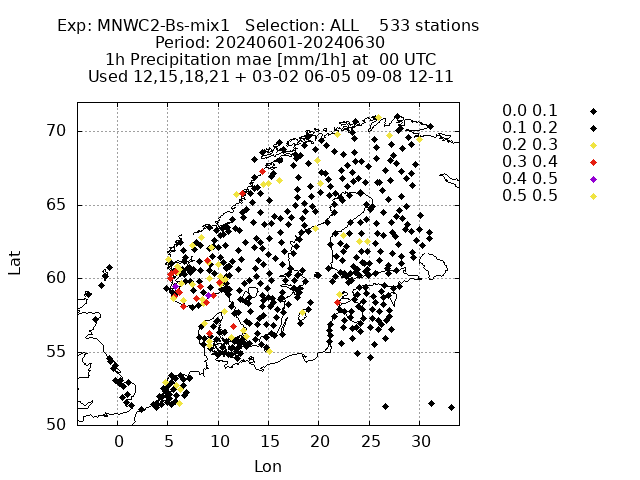 Exp: MNWC2-Bs-mix1 Selection: ALL 533 stations
Period: 20240601-20240630
1h Precipitation mae [mm/1h] at 00 UTC
Used 12,15,18,21 + 03-02 06-05 09-08 12-11
0.0 0.1
0.1 0.2
0.2 0.3
0.3 0.4
0.4 0.5
0.5 0.5
70
65
60
55
50
Lat
0 5 10 15 20 25 30
Lon